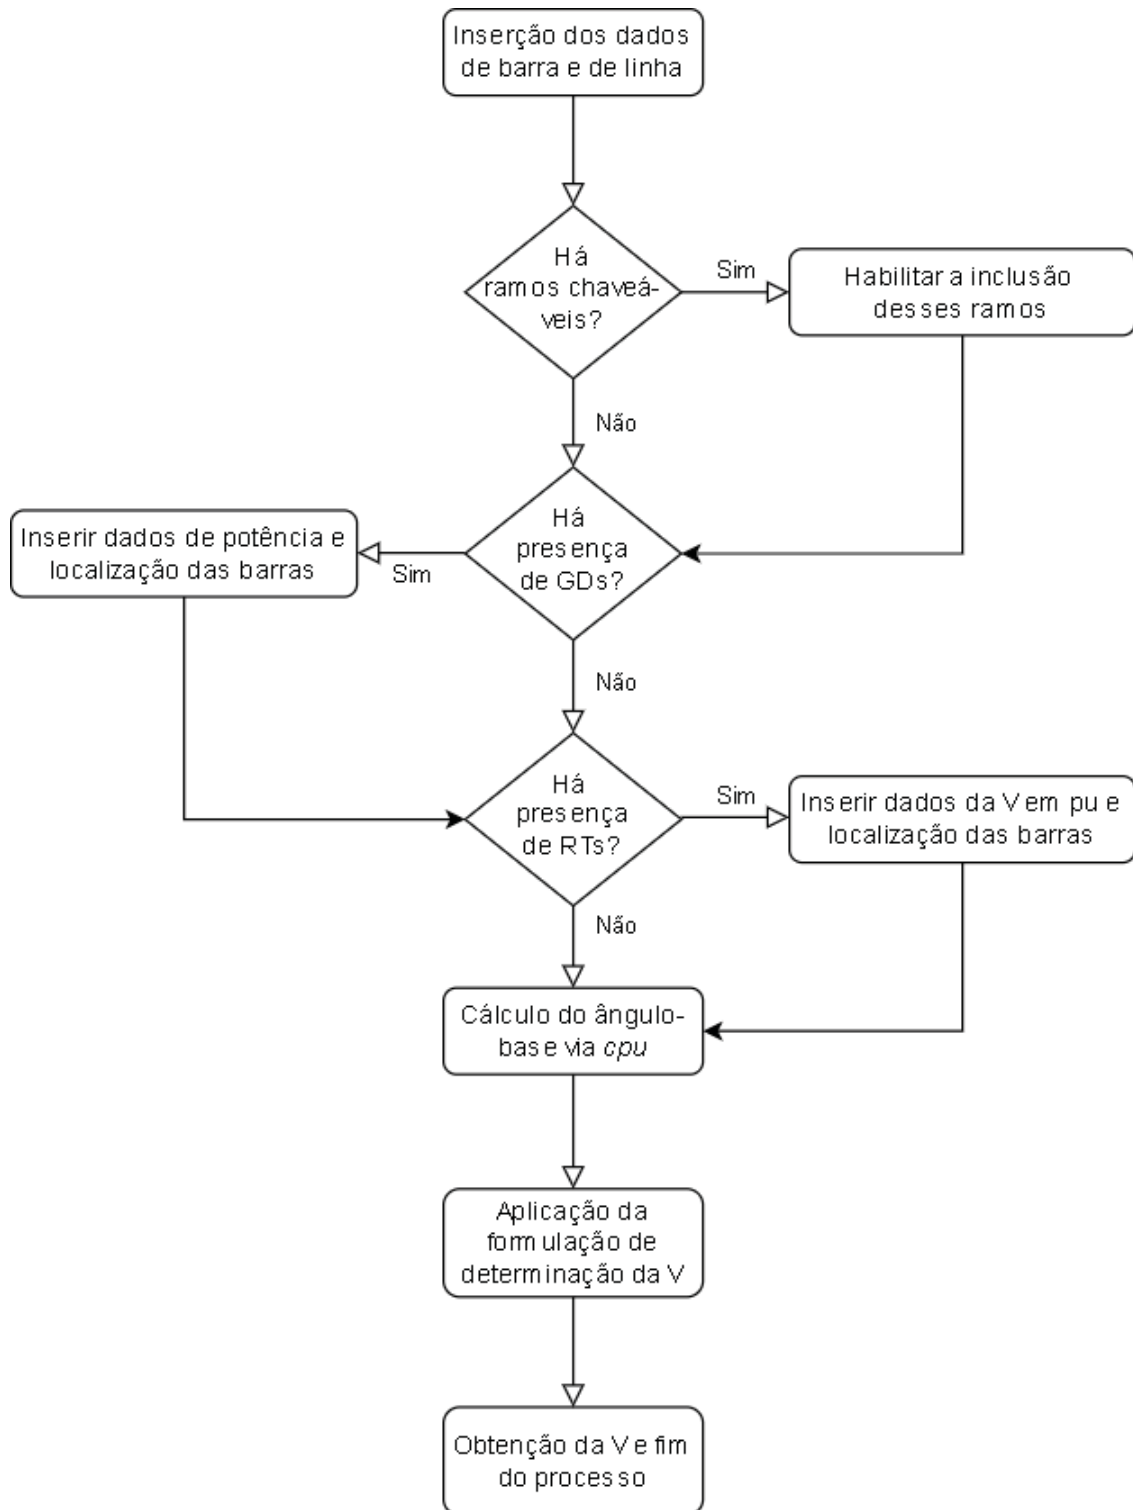 Inserção dos dados
de barra e de linha
Há
ramos chaveá-
veis?
Sim
Habilitar a inclusão
desses ramos
Não
Há
presença
de GDs?
Sim
Inserir dados de potência e
localização das barras
Não
Há
presença
de RTs?
Sim
Inserir dados da V em pu e
localização das barras
Não
Cálculo do ângulo-
base via cpu
Aplicação da
formulação de
determinação da V
Obtenção da V e fim
do processo